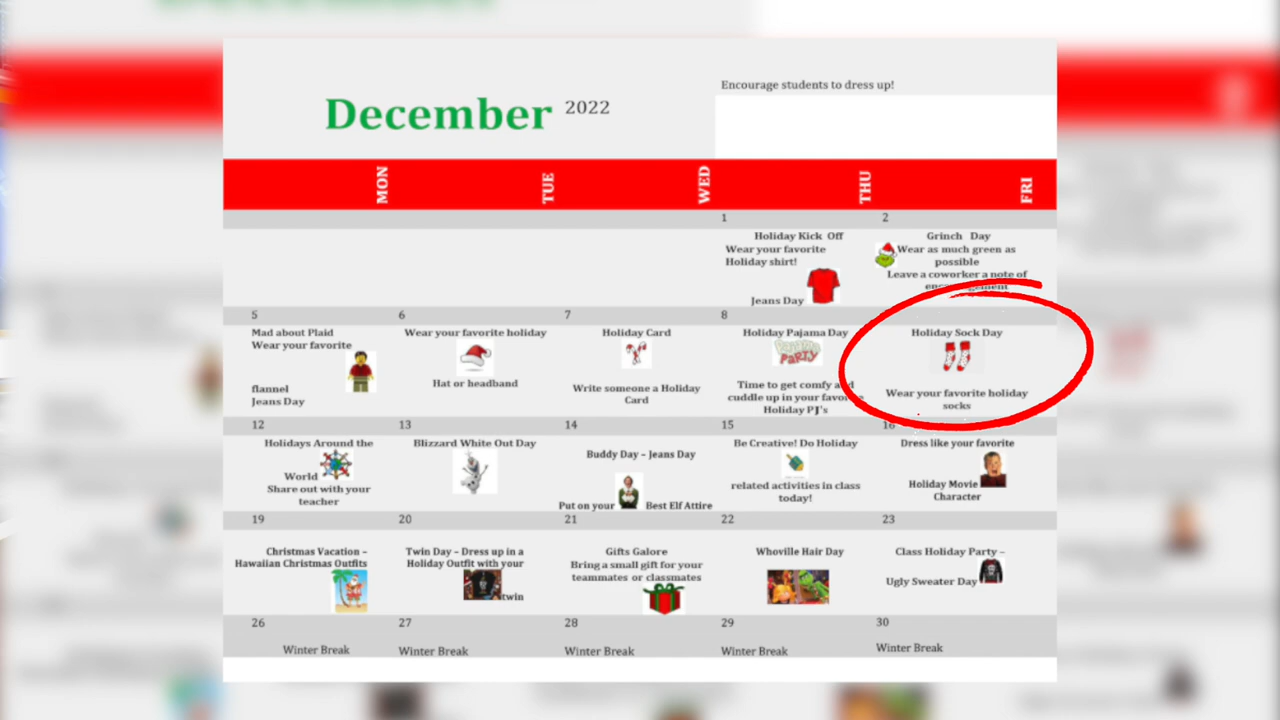 Encourage students to dress up!
December 2022
MON TUE WED THU FRI
1 2
Holiday Kick Off
Wear your favorite
Holiday shirt!
Jeans Day
Grinch Day
Wear as much green as
possible
Leave a coworker a note of
encouragement
5 6 7 8
Mad about Plaid
Wear your favorite
flannel
Jeans Day
Wear your favorite holiday
Hat or headband
Holiday Card
Write someone a Holiday
Card
Holiday Pajama Day
PARTY
Time to get comfy and
cuddle up in your favorite
Holiday PJ's
Holiday Sock Day
Wear your favorite holiday
socks
12 13 14 15 16
Holidays Around the
World
Share out with your
teacher
Blizzard White Out Day
Buddy Day – Jeans Day
Put on your Best Elf Attire
Be Creative! Do Holiday
related activities in class
today!
Dress like your favorite
Holiday Movie
Character
19 20 21 22 23
Christmas Vacation –
Hawaiian Christmas Outfits
Twin Day – Dress up in a
Holiday Outfit with your
twin
Gifts Galore
Bring a small gift for your
teammates or classmates
Whoville Hair Day
Class Holiday Party –
Ugly Sweater Day
26 27 28 29 30
Winter Break Winter Break Winter Break Winter Break Winter Break